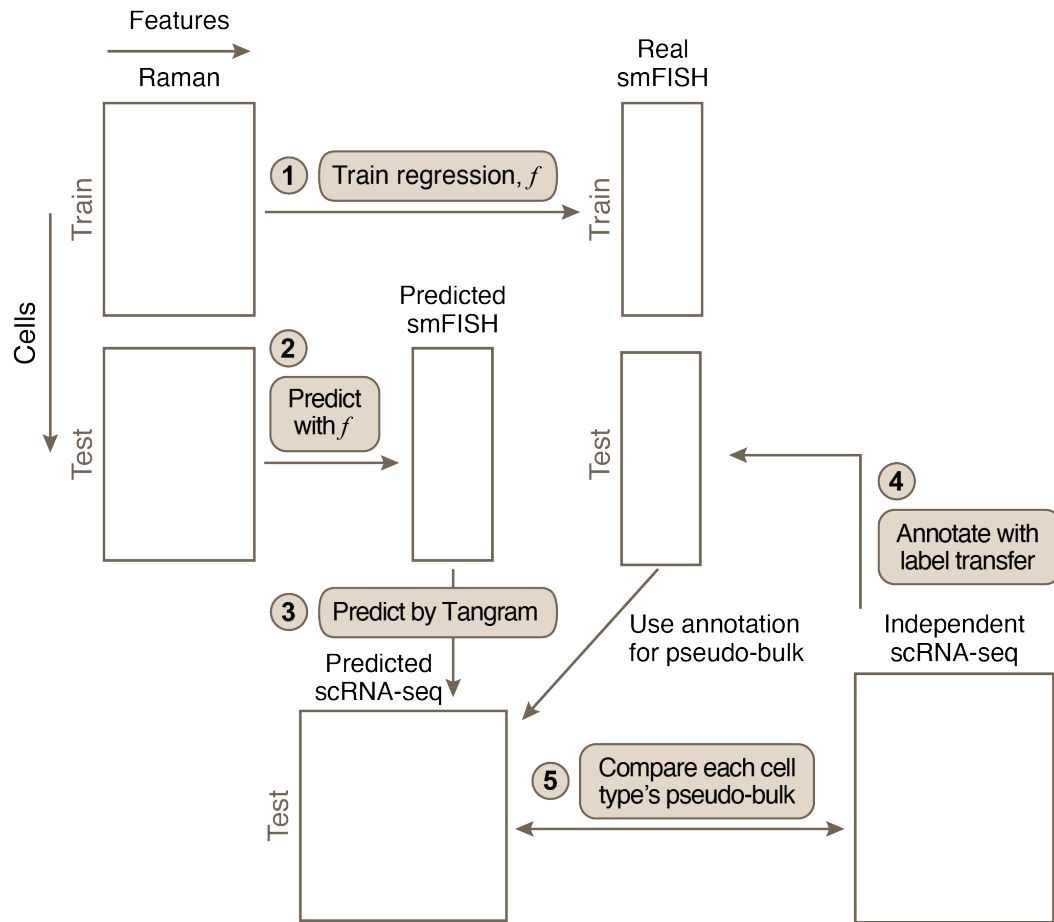 Features
Raman
Real
smFISH
Train
1
Train regression, f
Train
Cells
Predicted
smFISH
Test
2
Predict
with f
Test
4
Annotate with
label transfer
3
Predict by Tangram
Use annotation
for pseudo-bulk
Independent
scRNA-seq
Predicted
scRNA-seq
Test
5
Compare each cell
type's pseudo-bulk